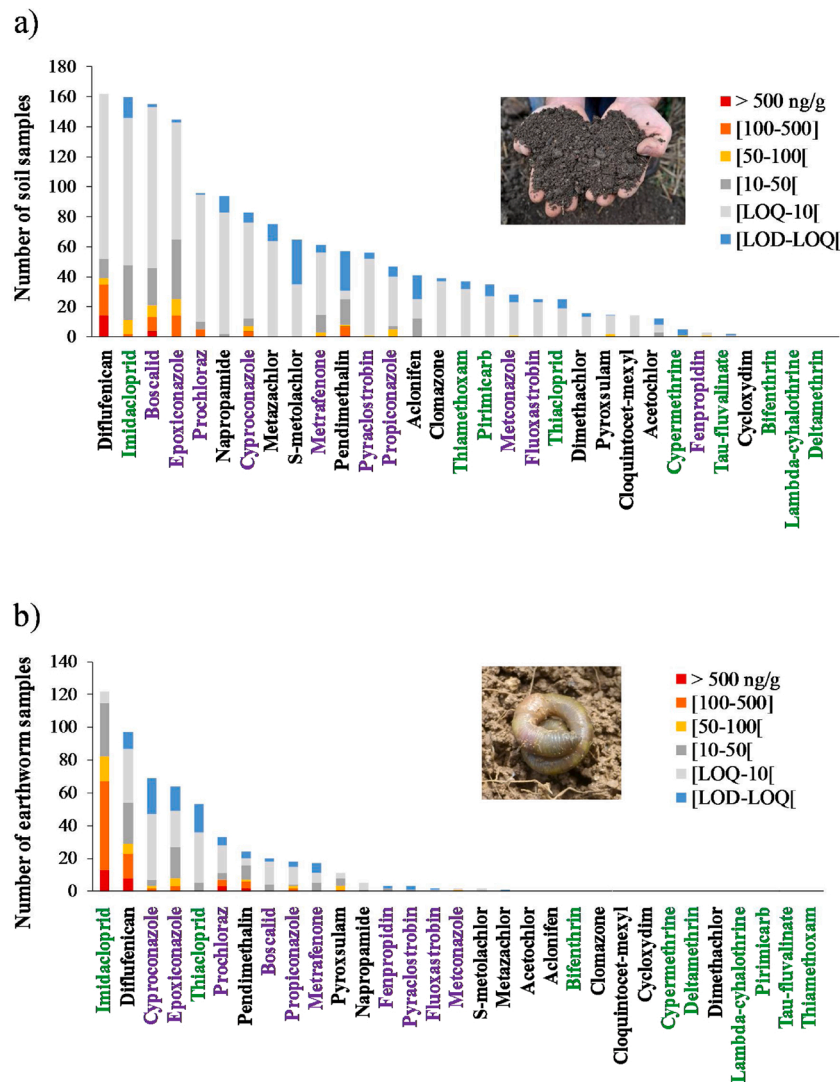 a)
Number of soil samples
180
160
140
120
100
80
60
40
20
0
> 500 ng/g
[100-500]
[50-100[
[10-50[
[LOQ-10[
[LOD-LOQ[
Diflufenican
Imidacloprid
Boscalid
Epoxiconazole
Prochloraz
Napropamide
Cyproconazole
Metazachlor
S-metolachlor
Metrafenone
Pendimethalin
Pyraclostrobin
Propiconazole
Aclonifen
Clomazone
Thiamethoxam
Pirimicarb
Metconazole
Fluoxastrobin
Thiacloprid
Dimethachlor
Pyroxsulam
Cloquintocet-mexyl
Acetochlor
Cypermethrine
Fenpropidin
Tau-fluvalinate
Cycloxydim
Bifenthrin
Lambda-cyhalothrine
Deltamethrin
b)
Number of earthworm samples
140
120
100
80
60
40
20
0
> 500 ng/g
[100-500]
[50-100[
[10-50[
[LOQ-10[
[LOD-LOQ[
Imidacloprid
Diflufenican
Cyproconazole
Epoxiconazole
Thiacloprid
Prochloraz
Pendimethalin
Boscalid
Propiconazole
Metrafenone
Pyroxsulam
Napropamide
Fenpropidin
Pyraclostrobin
Fluoxastrobin
Metconazole
S-metolachlor
Metazachlor
Acetochlor
Aclonifen
Bifenthrin
Clomazone
Cloquintocet-mexyl
Cycloxydim
Cypermethrine
Deltamethrin
Dimethachlor
Lambda-cyhalothrine
Pirimicarb
Tau-fluvalinate
Thiamethoxam